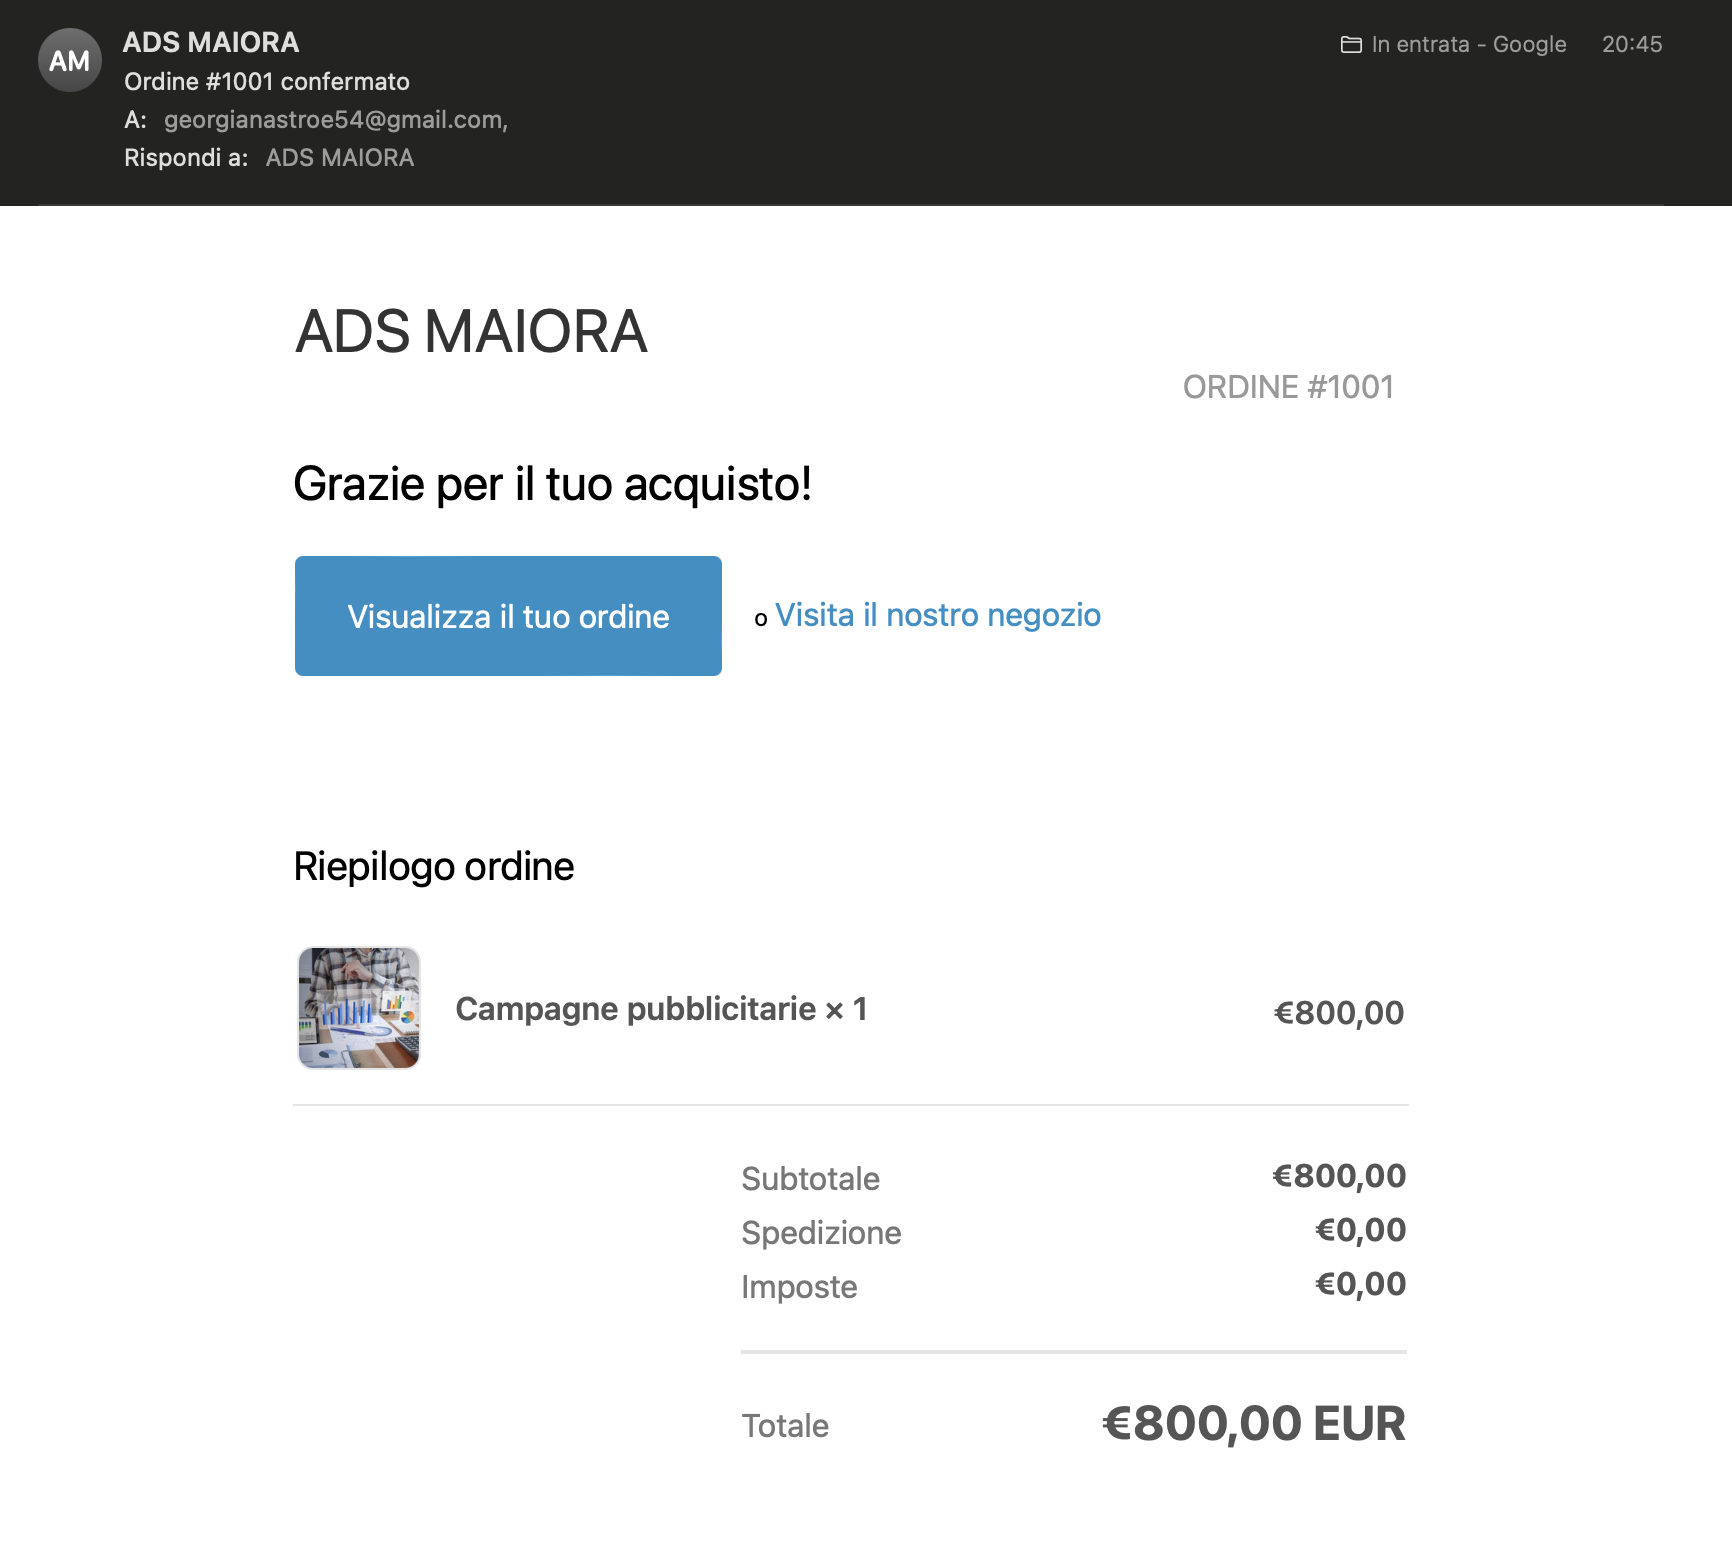 AM
ADS MAIORA
In entrata - Google 20:45
Ordine #1001 confermato
A: georgianastroe54@gmail.com,
Rispondi a: ADS MAIORA
ADS MAIORA
ORDINE #1001
Grazie per il tuo acquisto!
Visualizza il tuo ordine o Visita il nostro negozio
Riepilogo ordine
Campagne pubblicitarie × 1 €800,00
Subtotale €800,00
Spedizione €0,00
Imposte €0,00
Totale €800,00 EUR